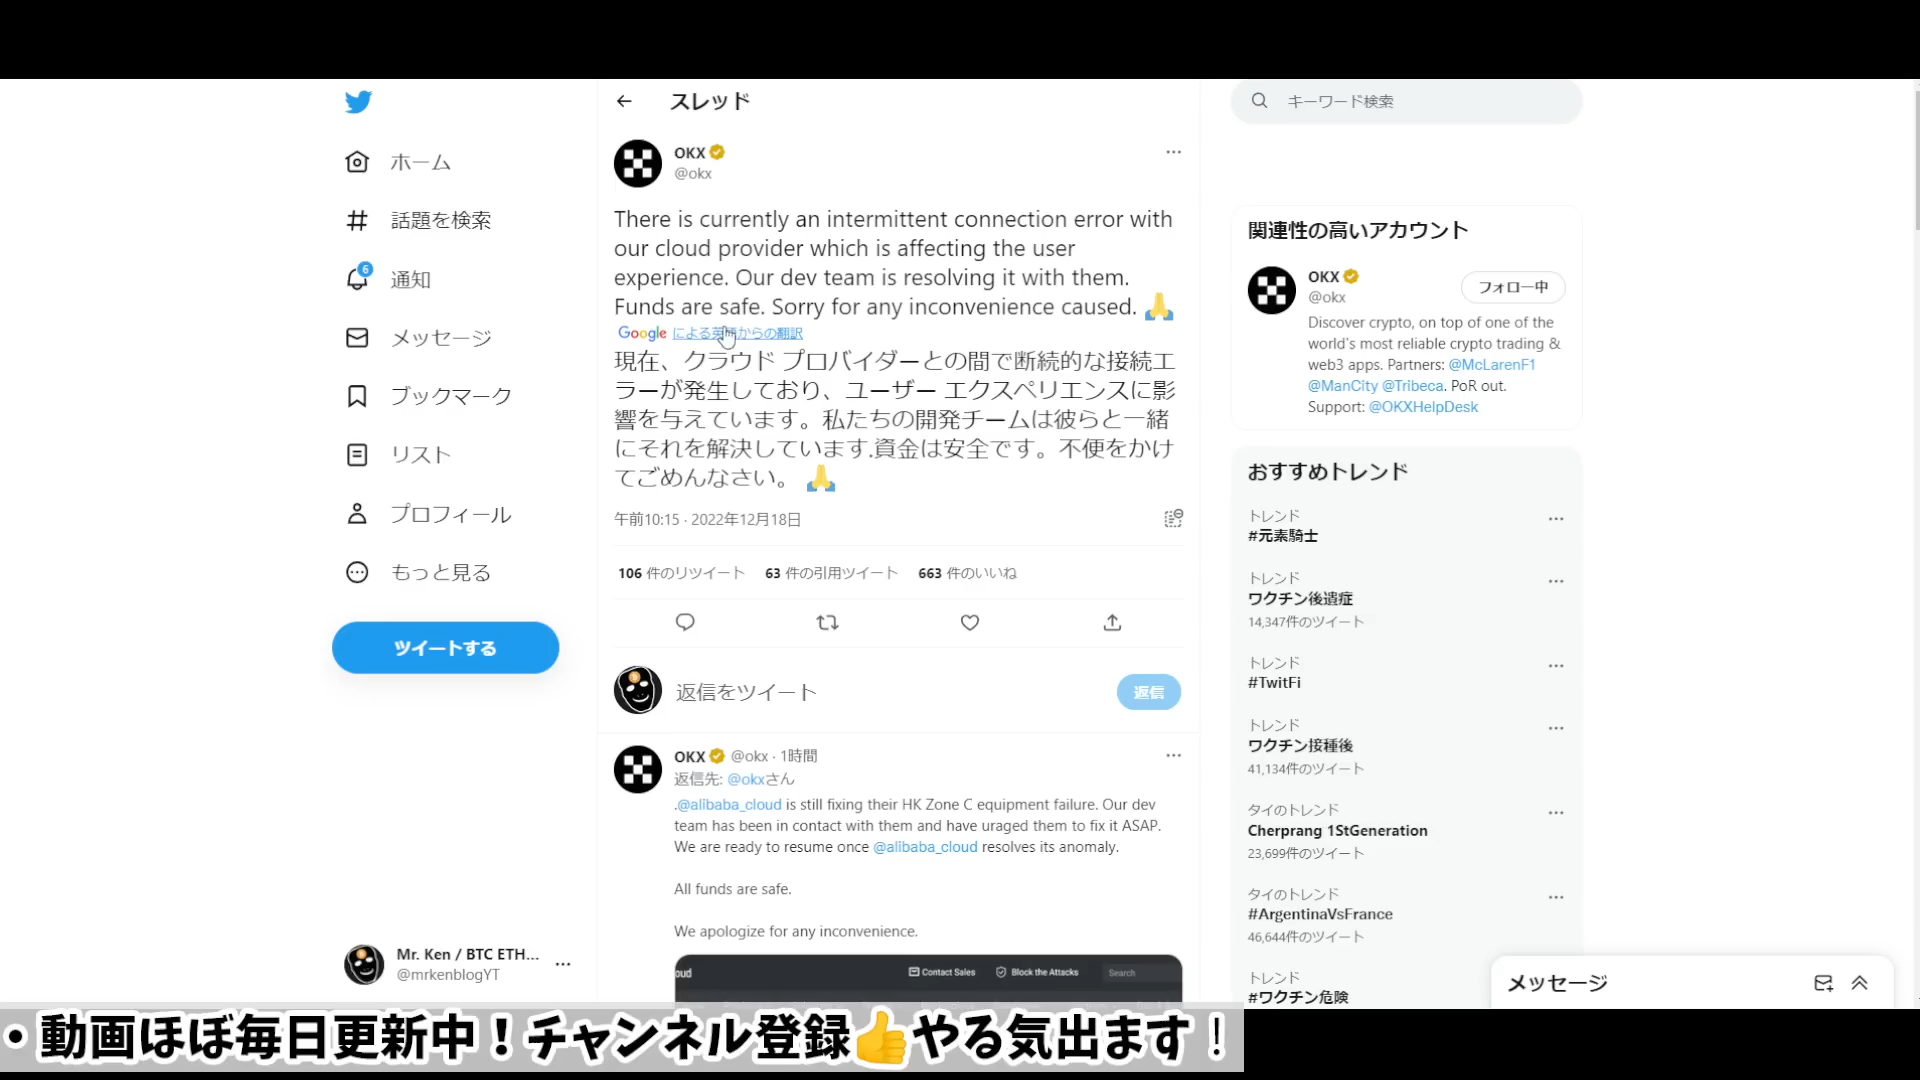 スレッド
キーワード検索
ホーム
話題を検索
6
通知
メッセージ
ブックマーク
リスト
プロフィール
もっと見る
ツイートする
Mr. Ken / BTC ETH...
@mrkenblogYT
OKX
@okx
There is currently an intermittent connection error with
our cloud provider which is affecting the user
experience. Our dev team is resolving it with them.
Funds are safe. Sorry for any inconvenience caused. 🙏
Google による英語からの翻訳
現在、クラウド プロバイダーとの間で断続的な接続エ
ラーが発生しており、ユーザー エクスペリエンスに影
響を与えています。私たちの開発チームは彼らと一緒
にそれを解決しています.資金は安全です。不便をかけ
てごめんなさい。 🙏
午前10:15 · 2022年12月18日
106 件のリツイート 63 件の引用ツイート 663 件のいいね
返信をツイート
返信
OKX @okx · 1時間
返信先: @okxさん
.@alibaba_cloud is still fixing their HK Zone C equipment failure. Our dev
team has been in contact with them and have uraged them to fix it ASAP.
We are ready to resume once @alibaba_cloud resolves its anomaly.
All funds are safe.
We apologize for any inconvenience.
oud Contact Sales Block the Attacks Search
関連性の高いアカウント
OKX
@okx
フォロー中
Discover crypto, on top of one of the
world's most reliable crypto trading &
web3 apps. Partners: @McLarenF1
@ManCity @Tribeca. PoR out.
Support: @OKXHelpDesk
おすすめトレンド
トレンド
#元素騎士
トレンド
ワクチン後遺症
14,347件のツイート
トレンド
#TwitFi
トレンド
ワクチン接種後
41,134件のツイート
タイのトレンド
Cherprang 1StGeneration
23,699件のツイート
タイのトレンド
#ArgentinaVsFrance
46,644件のツイート
トレンド
#ワクチン危険
メッセージ
・動画ほぼ毎日更新中！チャンネル登録👍やる気出ます！